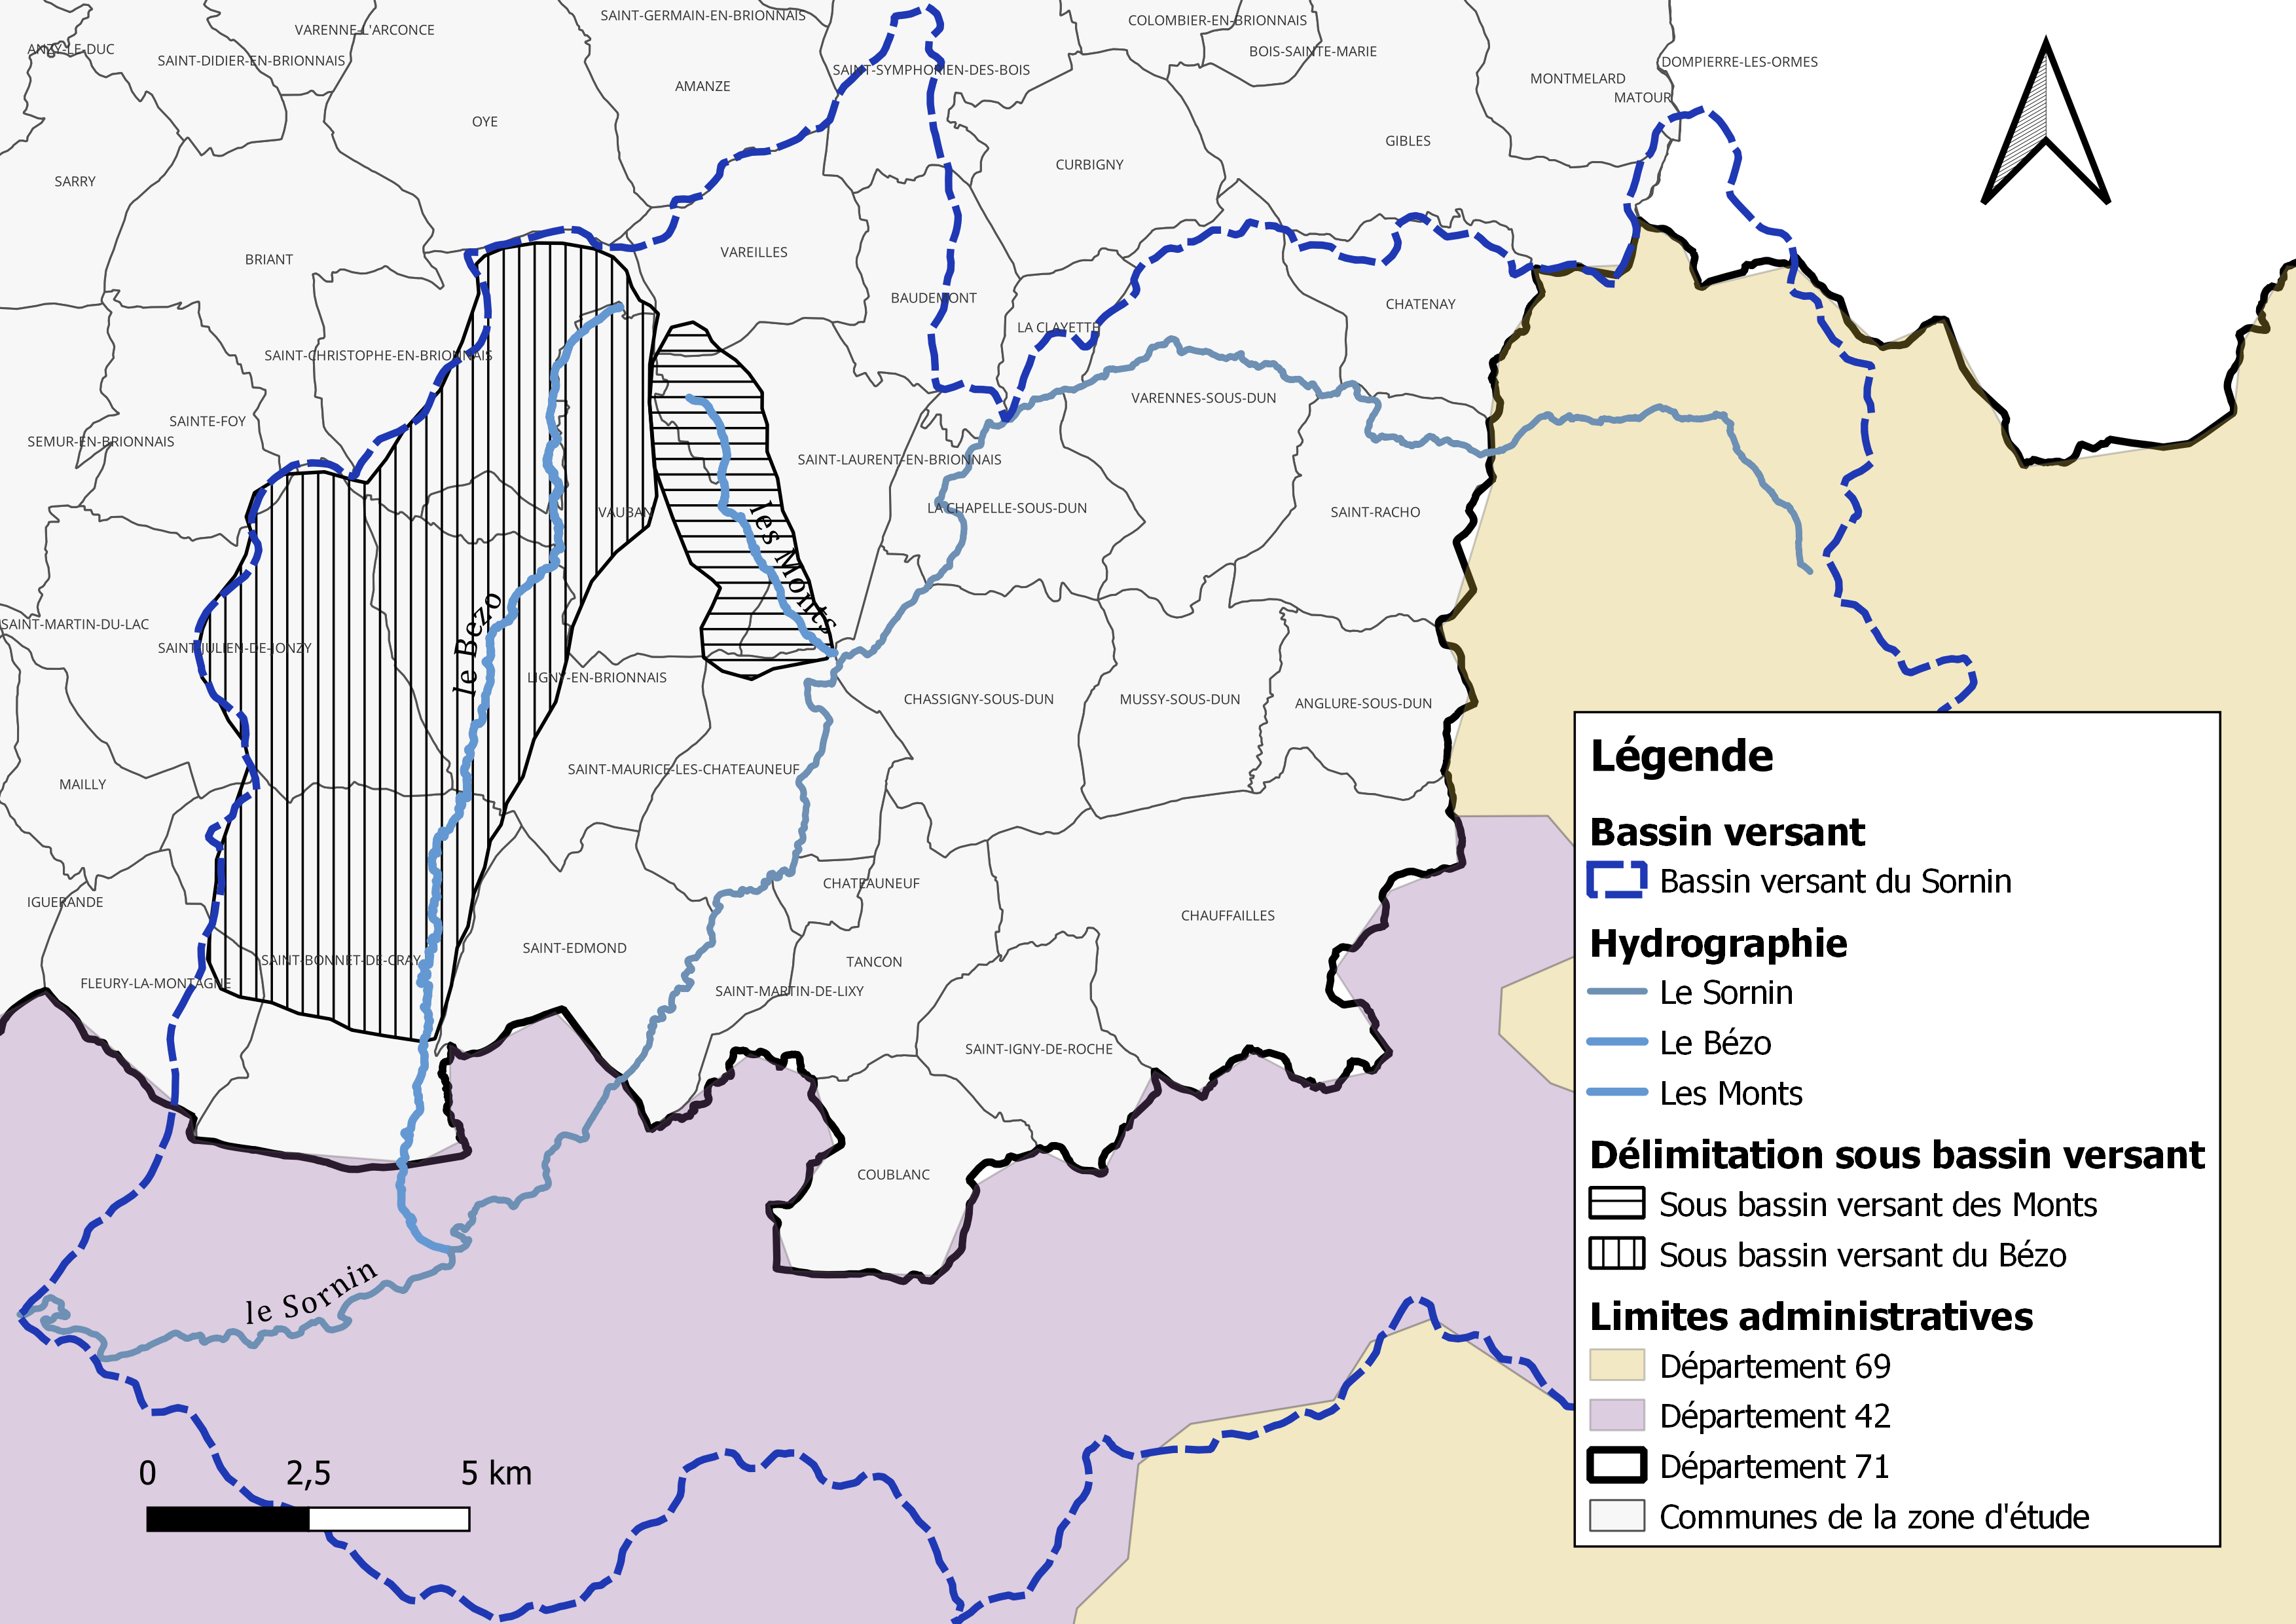 SAINT-GERMAIN-EN-BRIONNAIS
COLOMBIER-EN-BRIONNAIS
VARENNE-L'ARCONCE
ANZY-LE-DUC
BOIS-SAINTE-MARIE
SAINT-DIDIER-EN-BRIONNAIS
DOMPIERRE-LES-ORMES
SAINT-SYMPHORIEN-DES-BOIS
MONTMELARD
AMANZE
MATOUR
OYE
GIBLES
CURBIGNY
SARRY
VAREILLES
BRIANT
BAUDEMONT
CHATENAY
LA CLAYETTE
SAINT-CHRISTOPHE-EN-BRIONNAIS
VARENNES-SOUS-DUN
SAINTE-FOY
SEMUR-EN-BRIONNAIS
SAINT-LAURENT-EN-BRIONNAIS
LA CHAPELLE-SOUS-DUN
VAUBAN
SAINT-RACHO
les Monts
SAINT-MARTIN-DU-LAC
le Bezo
SAINT-JULIEN-DE-JONZY
LIGNY-EN-BRIONNAIS
CHASSIGNY-SOUS-DUN
MUSSY-SOUS-DUN
ANGLURE-SOUS-DUN
SAINT-MAURICE-LES-CHATEAUNEUF
MAILLY
CHATEAUNEUF
IGUERANDE
CHAUFFAILLES
SAINT-EDMOND
SAINT-BONNET-DE-CRAY
TANCON
FLEURY-LA-MONTAGNE
SAINT-MARTIN-DE-LIXY
SAINT-IGNY-DE-ROCHE
COUBLANC
le Sornin
0 2,5 5 km
Légende
Bassin versant
Bassin versant du Sornin
Hydrographie
Le Sornin
Le Bézo
Les Monts
Délimitation sous bassin versant
Sous bassin versant des Monts
Sous bassin versant du Bézo
Limites administratives
Département 69
Département 42
Département 71
Communes de la zone d'étude